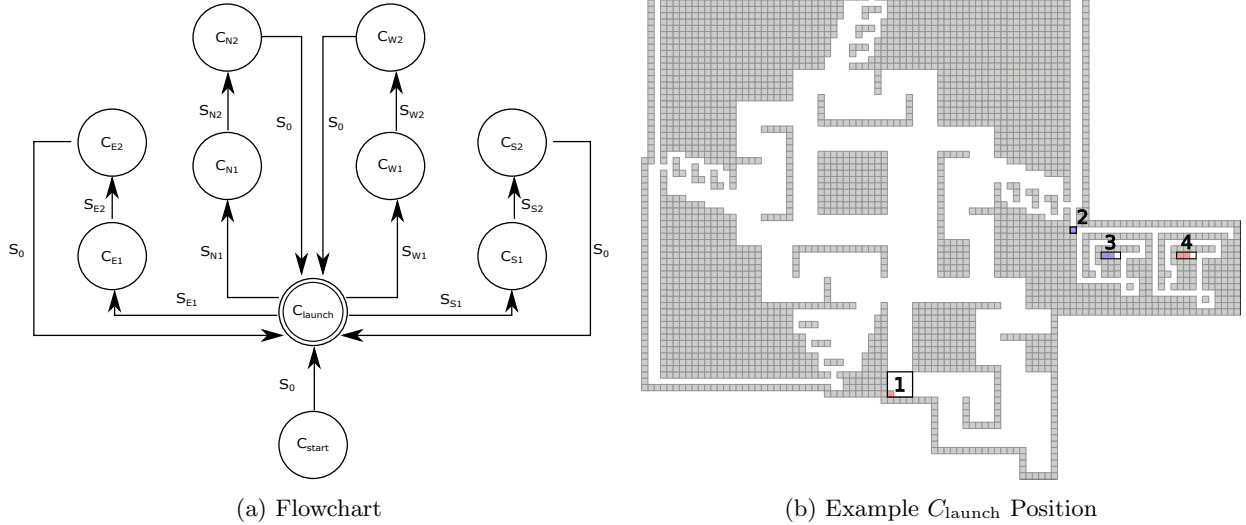 C_N2
C_W2
S_N2
S_0
S_0
S_W2
C_E2
C_N1
C_W1
C_S2
S_E2
S_S2
S_0
S_N1
S_W1
S_0
C_E1
C_S1
S_E1
S_S1
C_launch
S_0
C_start
2
3 4
1
(a) Flowchart
(b) Example C_launch Position